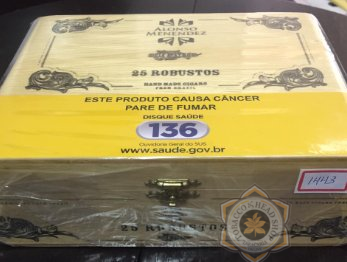 ALONSO
MENENDEZ
25 ROBUSTOS
HAND MADE CIGARS
FROM BRAZIL
ESTE PRODUTO CAUSA CÂNCER
PARE DE FUMAR
DISQUE SAÚDE
136
Ouvidoria Geral do SUS
www.saude.gov.br
1443
25 ROBUSTOS